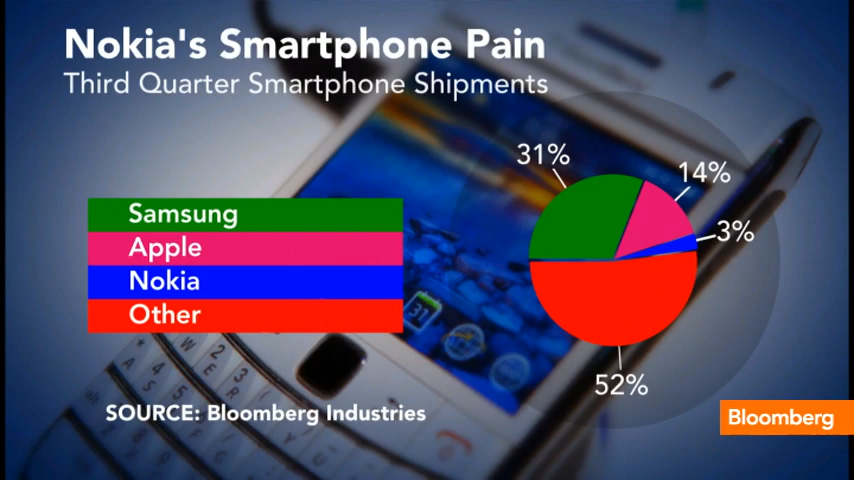 Nokia's Smartphone Pain
Third Quarter Smartphone Shipments
31%
14%
Samsung
Apple
3%
Nokia
Other
31
52%
SOURCE: Bloomberg Industries
Bloomberg